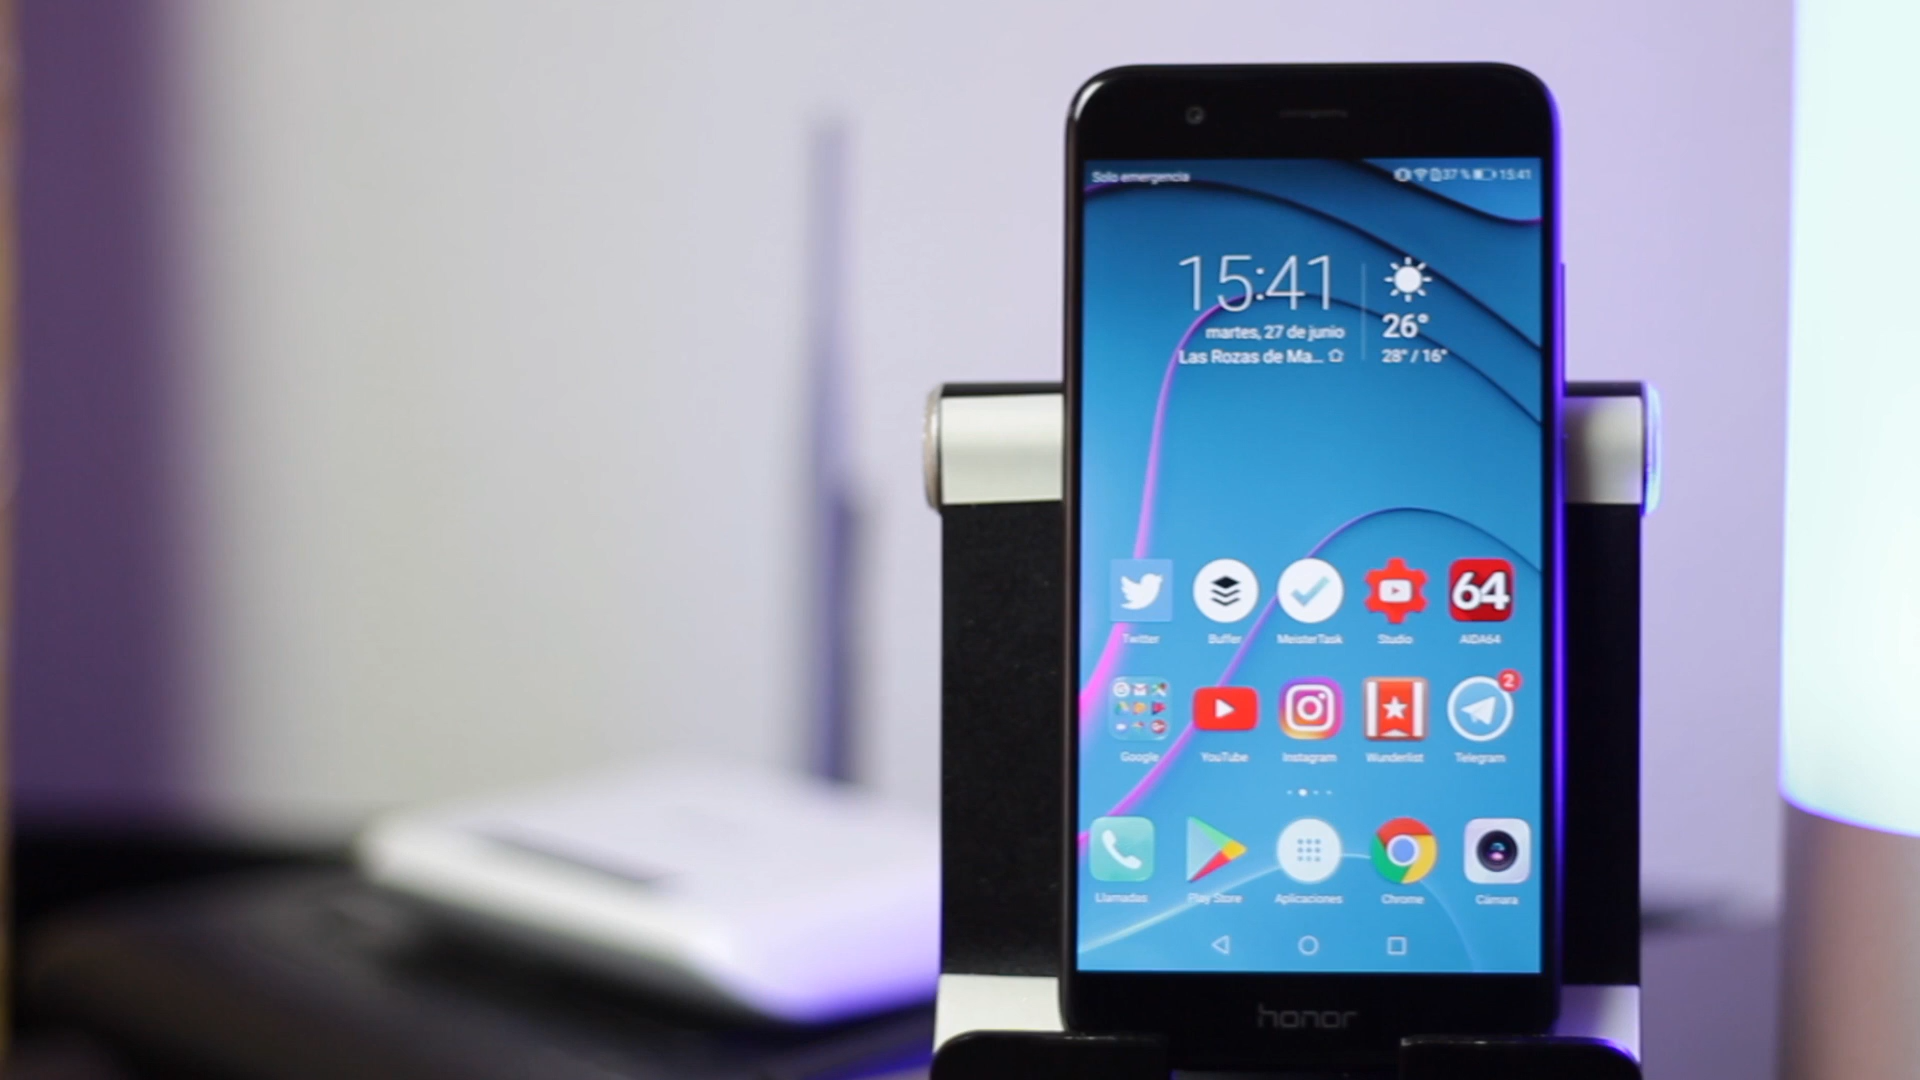 Solo emergencia 37 % 15:41
15:41
26°
martes, 27 de junio
Las Rozas de Ma...
28° / 16°
Twitter Buffer MeisterTask Studio AIDA64
64
2
Google YouTube Instagram Wunderlist Telegram
Llamadas Play Store Aplicaciones Chrome Cámara
honor